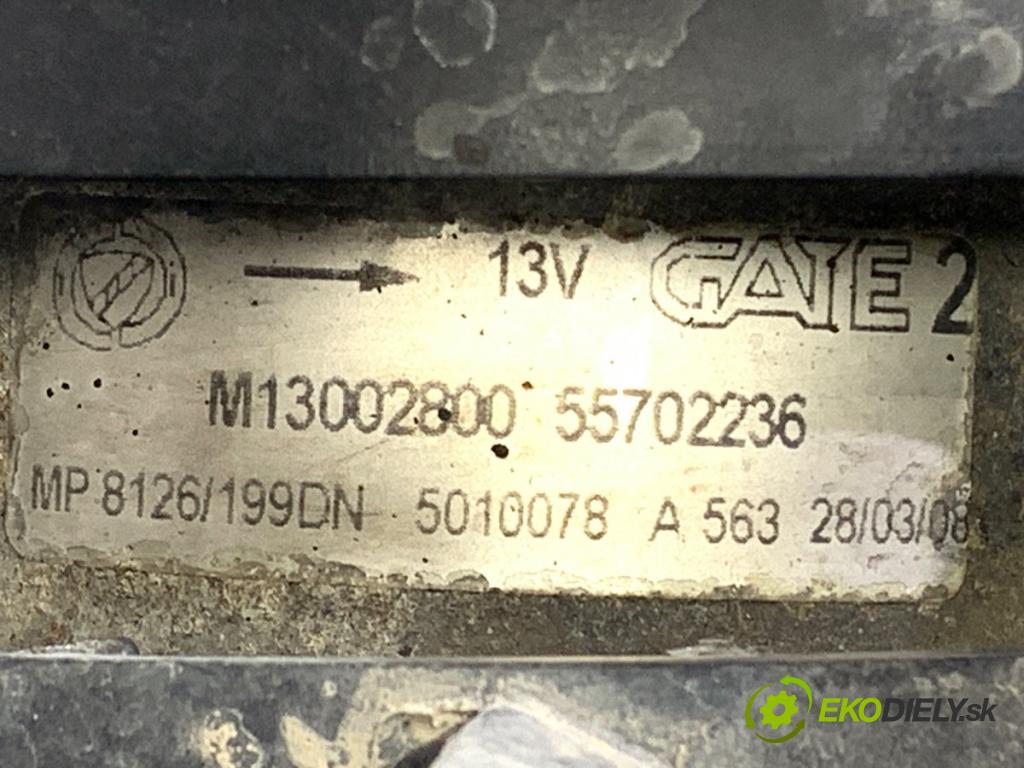 13V GATE 2
M13002800 55702236
MP 8126/199DN 5010078 A 563 28/03/08
EKODIELY.sk